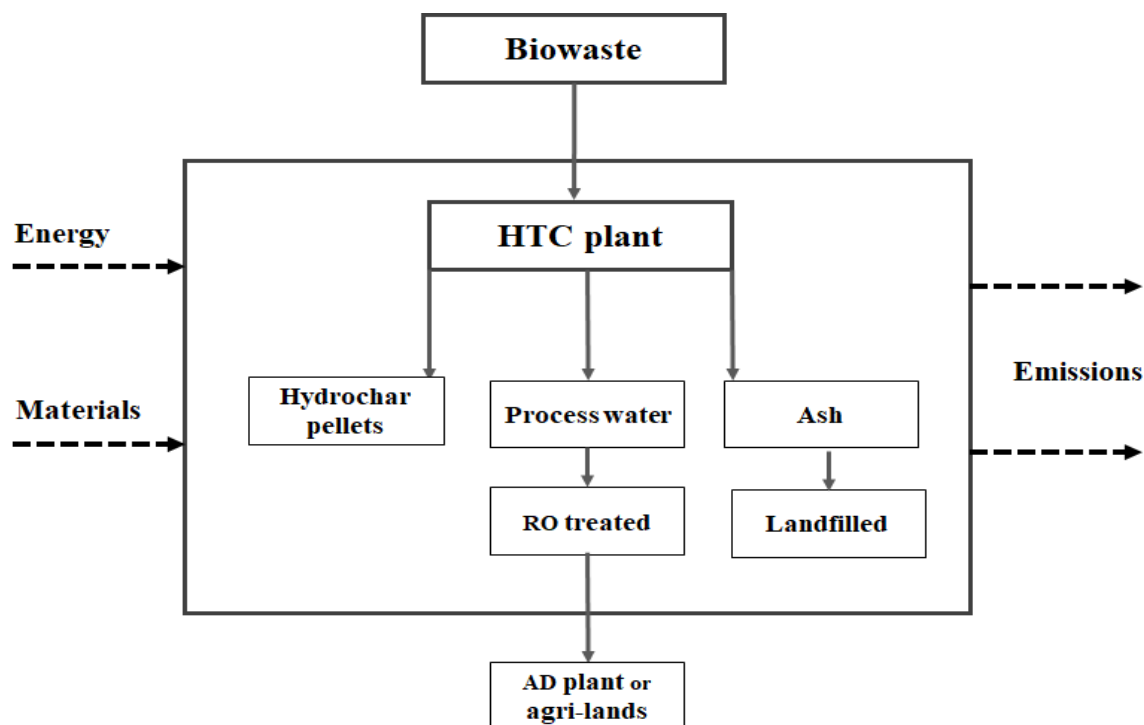 Biowaste
HTC plant
Energy
Materials
Emissions
Hydrochar
pellets
Process water
Ash
RO treated
Landfilled
AD plant or
agri-lands